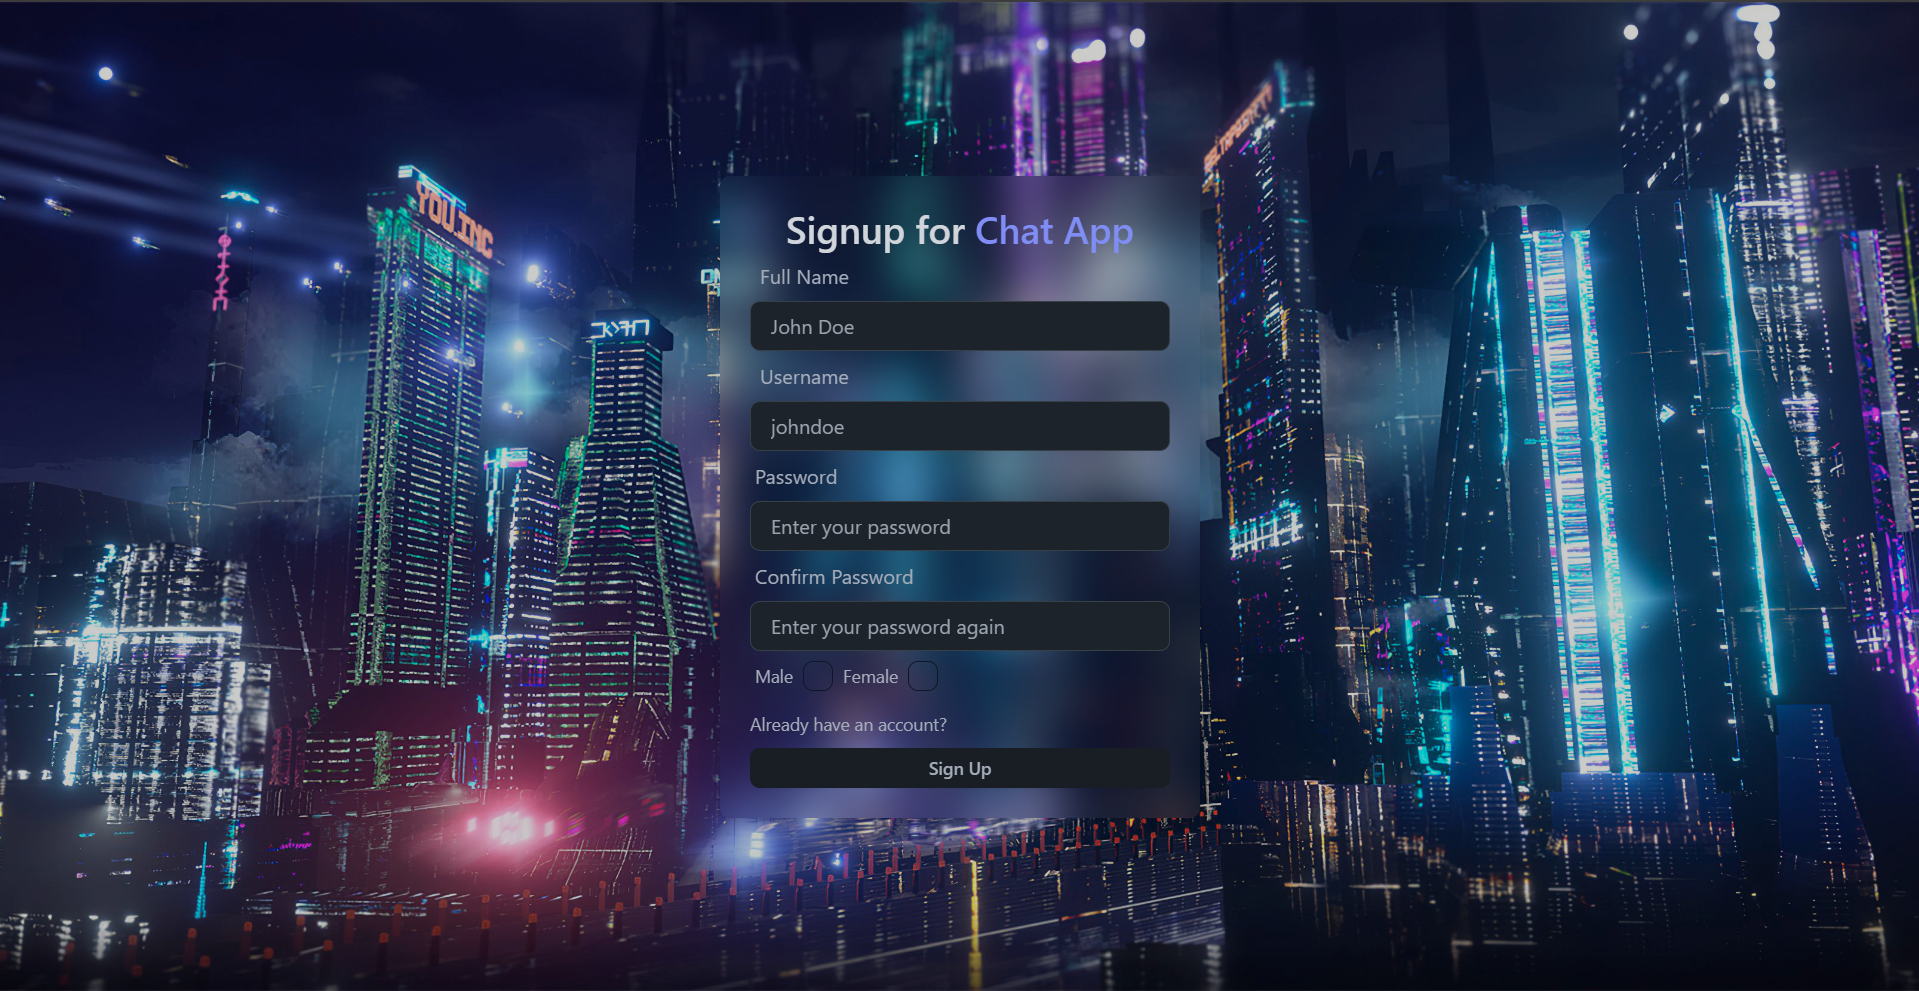 YOU.INC
Signup for Chat App
Full Name
John Doe
Username
johndoe
Password
Enter your password
Confirm Password
Enter your password again
Male Female
Already have an account?
Sign Up